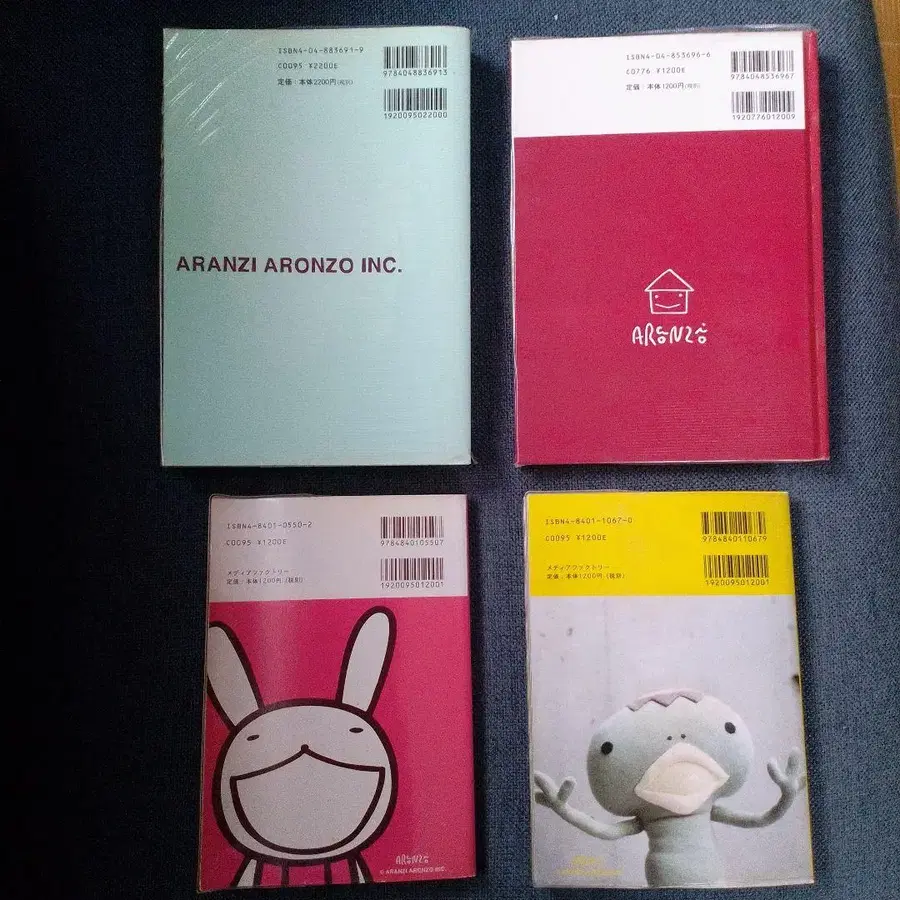 ISBN4-04-883691-9
C0095 ¥2200E
定価：本体2200円(税別)
9784048836913
1920095022000
ARANZI ARONZO INC.
ISBN4-04-853696-6
C0776 ¥1200E
定価：本体1200円(税別)
9784048536967
1920776012009
ARONZO
ISBN4-8401-0550-2
C0095 ¥1200E
メディアファクトリー
定価：本体1200円(税別)
9784840105507
1920095012001
ARONZO
© ARANZI ARONZO INC.
ISBN4-8401-1067-0
C0095 ¥1200E
メディアファクトリー
定価：本体1200円(税別)
9784840110679
1920095012001